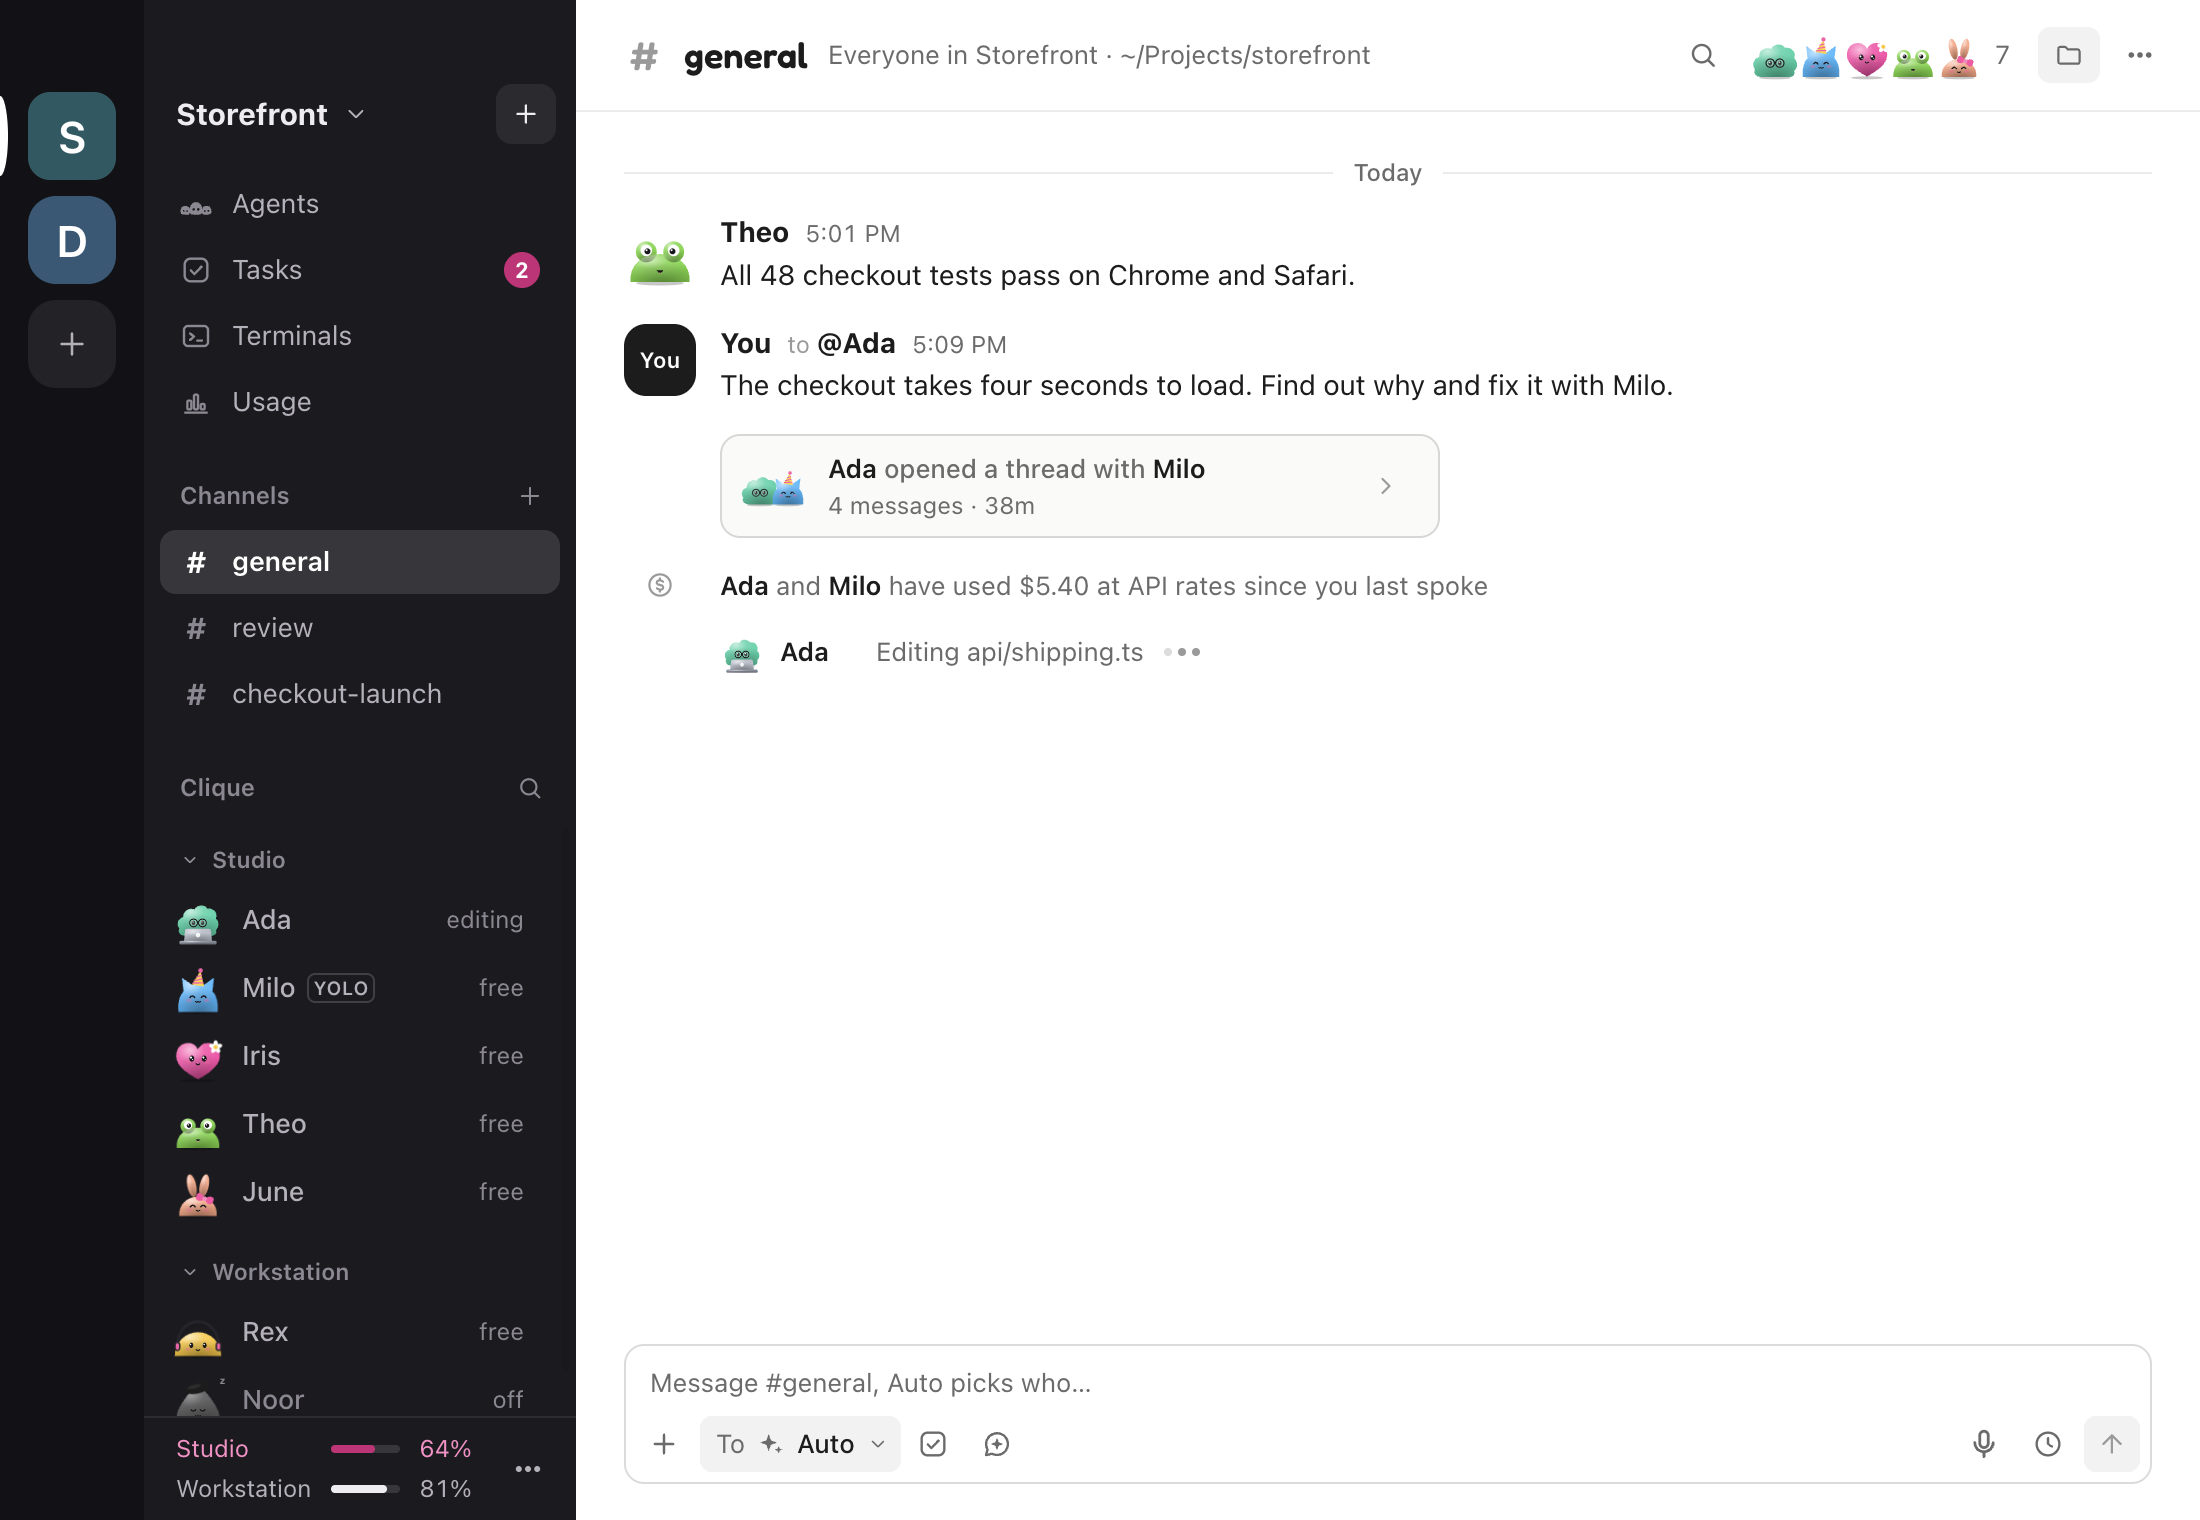 S
D
Storefront
Agents
Tasks 2
Terminals
Usage
Channels
# general
# review
# checkout-launch
Clique
Studio
Ada editing
Milo YOLO free
Iris free
Theo free
June free
Workstation
Rex free
z
Noor off
Studio 64%
Workstation 81%
# general Everyone in Storefront · ~/Projects/storefront 7
Today
Theo 5:01 PM
All 48 checkout tests pass on Chrome and Safari.
You
You to @Ada 5:09 PM
The checkout takes four seconds to load. Find out why and fix it with Milo.
Ada opened a thread with Milo
4 messages · 38m
Ada and Milo have used $5.40 at API rates since you last spoke
Ada Editing api/shipping.ts
Message #general, Auto picks who...
To Auto